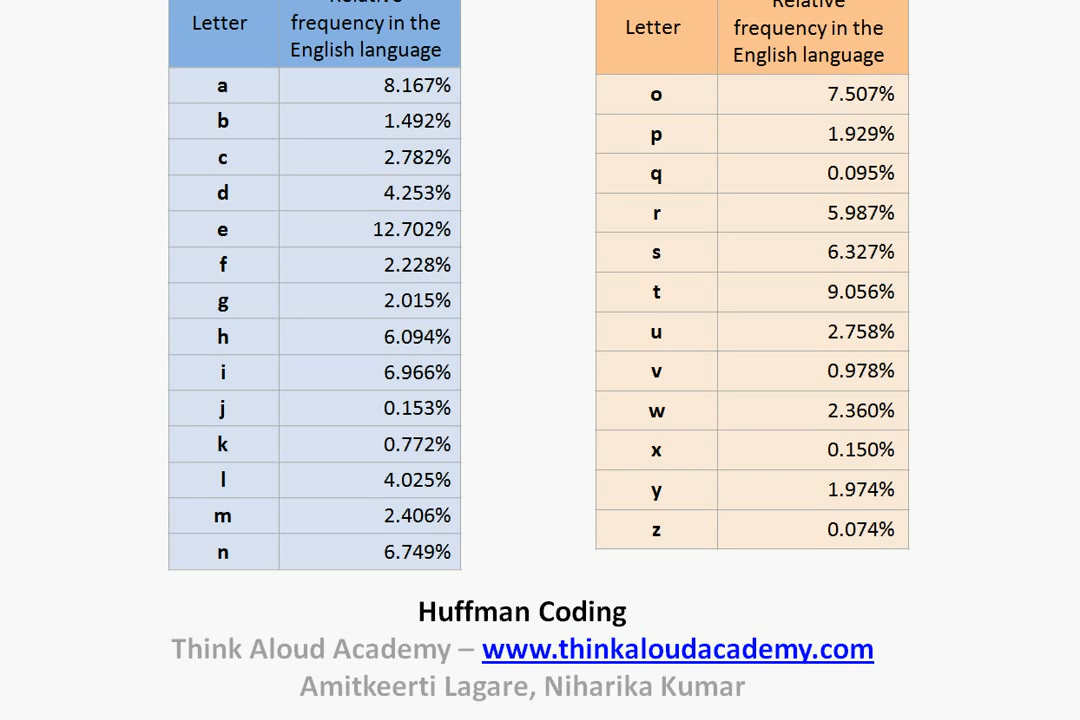 Relative
Letter frequency in the
English language
a 8.167%
b 1.492%
c 2.782%
d 4.253%
e 12.702%
f 2.228%
g 2.015%
h 6.094%
i 6.966%
j 0.153%
k 0.772%
l 4.025%
m 2.406%
n 6.749%
Relative
Letter frequency in the
English language
o 7.507%
p 1.929%
q 0.095%
r 5.987%
s 6.327%
t 9.056%
u 2.758%
v 0.978%
w 2.360%
x 0.150%
y 1.974%
z 0.074%
Huffman Coding
Think Aloud Academy – www.thinkaloudacademy.com
Amitkeerti Lagare, Niharika Kumar